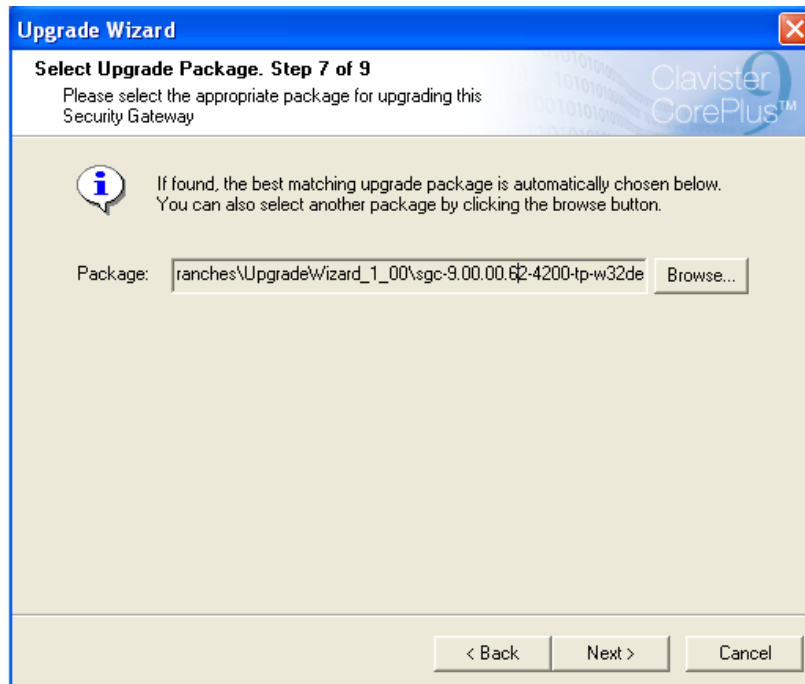 Upgrade Wizard
Select Upgrade Package. Step 7 of 9
Please select the appropriate package for upgrading this
Security Gateway
Clavister
CorePlus™
9
If found, the best matching upgrade package is automatically chosen below.
You can also select another package by clicking the browse button.
Package:
ranches\UpgradeWizard_1_00\sgc-9.00.00.62-4200-tp-w32de
Browse...
< Back
Next >
Cancel